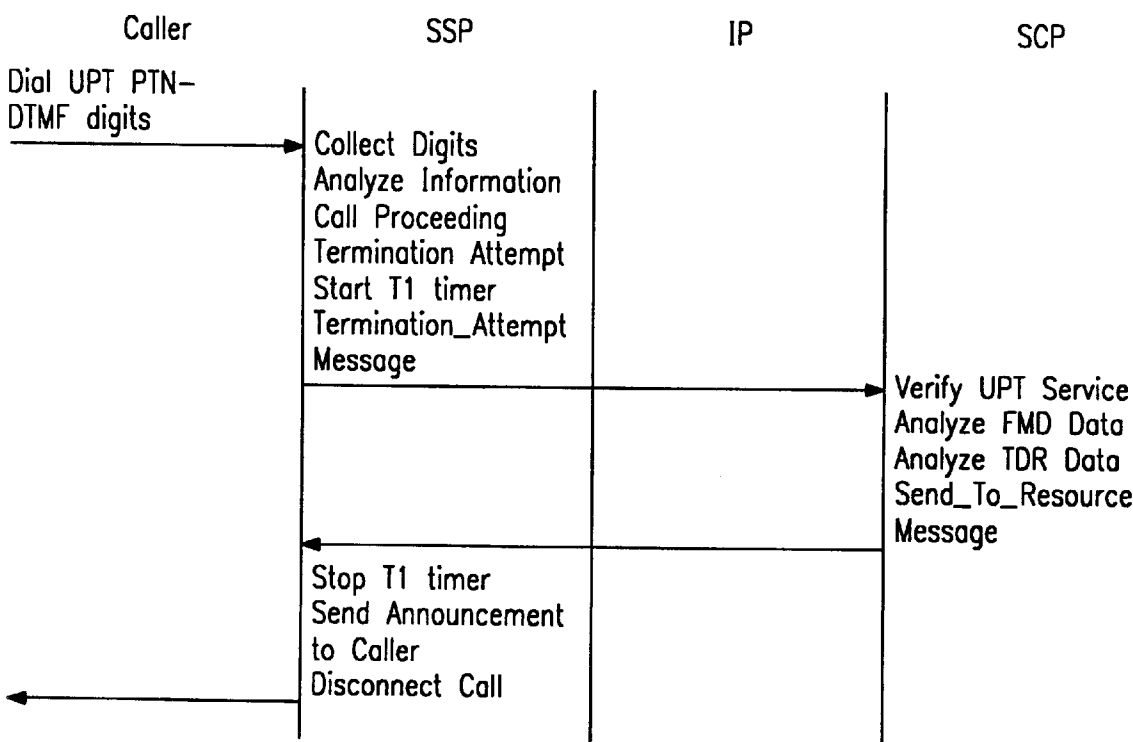 Caller
SSP
IP
SCP
Dial UPT PTN-
DTMF digits
Collect Digits
Analyze Information
Call Proceeding
Termination Attempt
Start T1 timer
Termination_Attempt
Message
Verify UPT Service
Analyze FMD Data
Analyze TDR Data
Send_To_Resource
Message
Stop T1 timer
Send Announcement
to Caller
Disconnect Call